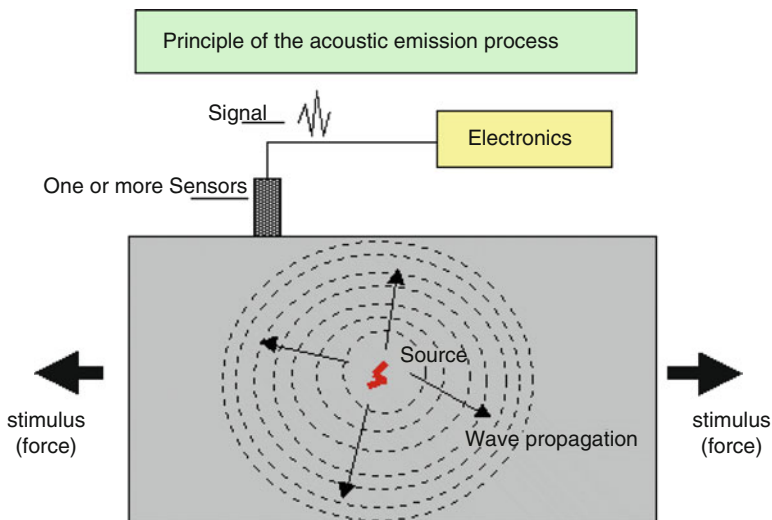 Principle of the acoustic emission process
Signal
Electronics
One or more Sensors
Source
stimulus
(force)
stimulus
(force)
Wave propagation